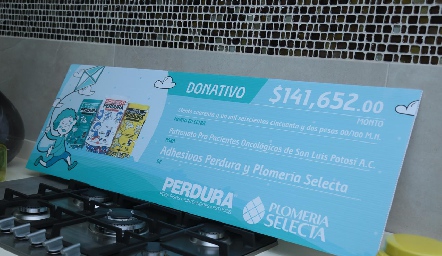 DONATIVO
$141,652.00
MONTO
Ciento cuarenta y un mil seiscientos cincuenta y dos pesos 00/100 M.N.
Patronato Pro Pacientes Oncológicos de San Luis Potosí A.C.
Adhesivos Perdura y Plomería Selecta
PERDURA
PERDURA
PLOMERIA
SELECTA